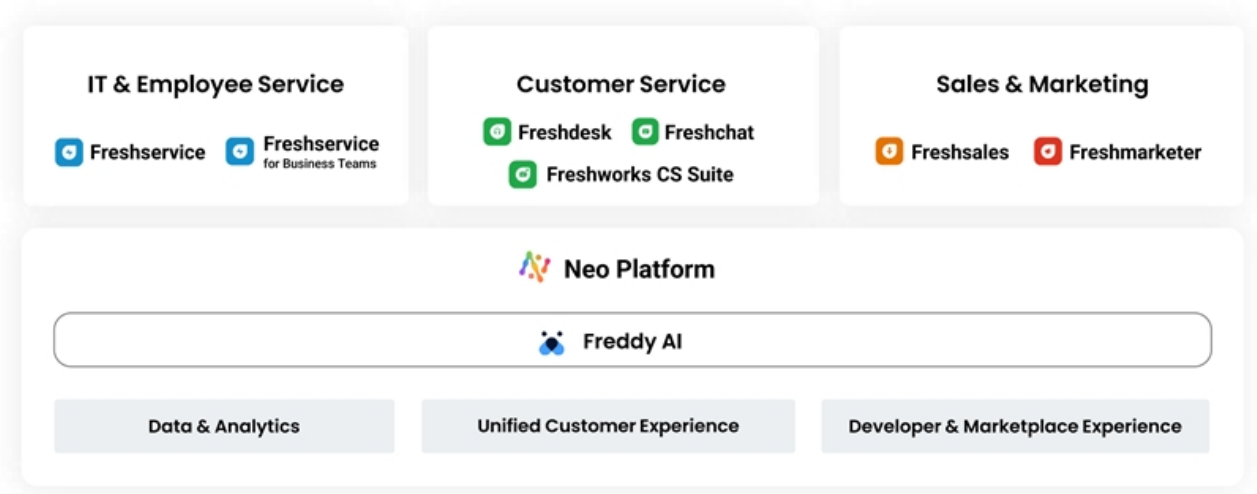 IT & Employee Service
Freshservice
Freshservice
for Business Teams
Customer Service
Freshdesk
Freshchat
Freshworks CS Suite
Sales & Marketing
Freshsales
Freshmarketer
Neo Platform
Freddy AI
Data & Analytics
Unified Customer Experience
Developer & Marketplace Experience